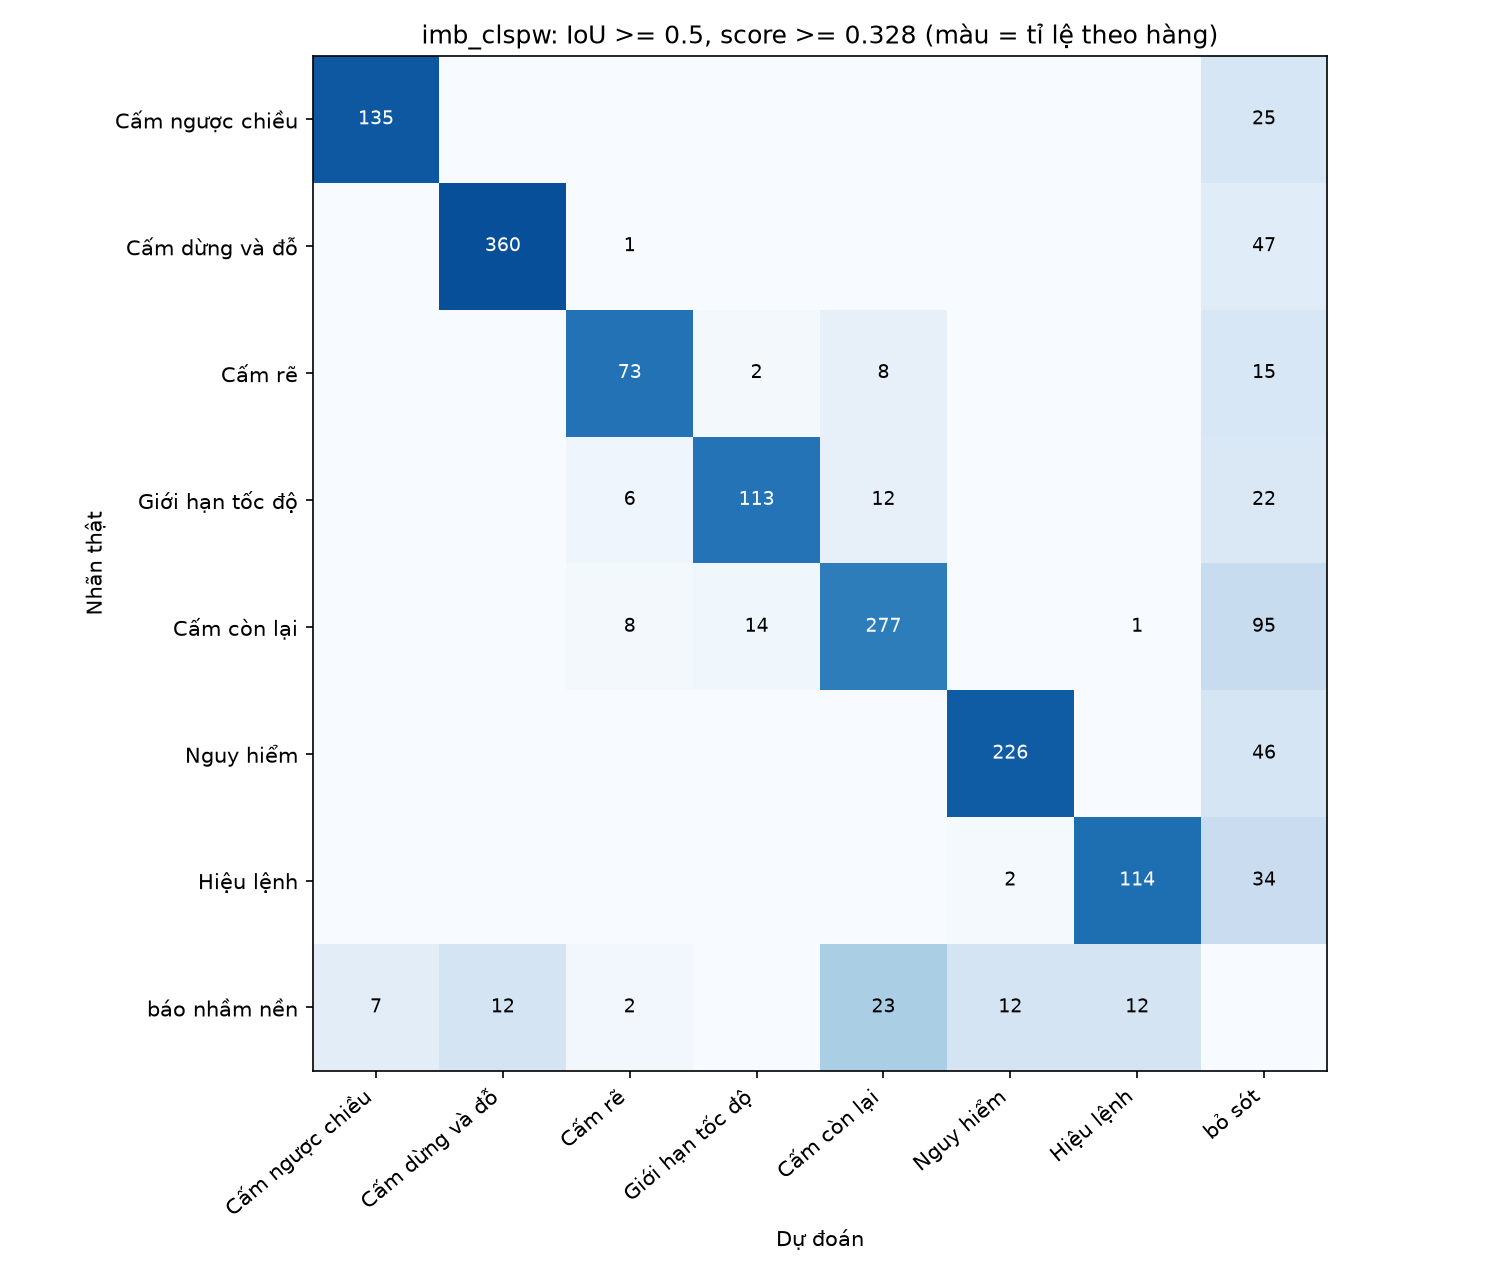 imb_clspw: IoU >= 0.5, score >= 0.328 (màu = tỉ lệ theo hàng)
Nhãn thật
Cấm ngược chiều 135 25
Cấm dừng và đỗ 360 1 47
Cấm rẽ 73 2 8 15
Giới hạn tốc độ 6 113 12 22
Cấm còn lại 8 14 277 1 95
Nguy hiểm 226 46
Hiệu lệnh 2 114 34
báo nhầm nền 7 12 2 23 12 12
Cấm ngược chiều
Cấm dừng và đỗ
Cấm rẽ
Giới hạn tốc độ
Cấm còn lại
Nguy hiểm
Hiệu lệnh
bỏ sót
Dự đoán